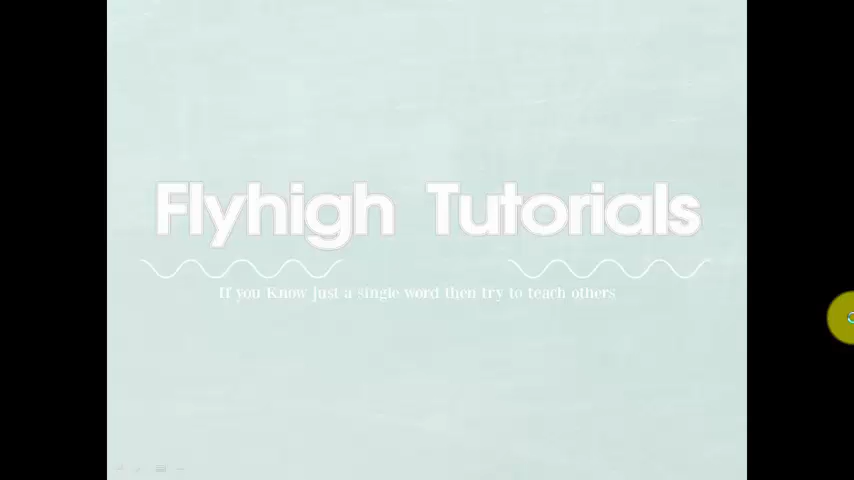 Flyhigh Tutorials
If you Know just a single word then try to teach others